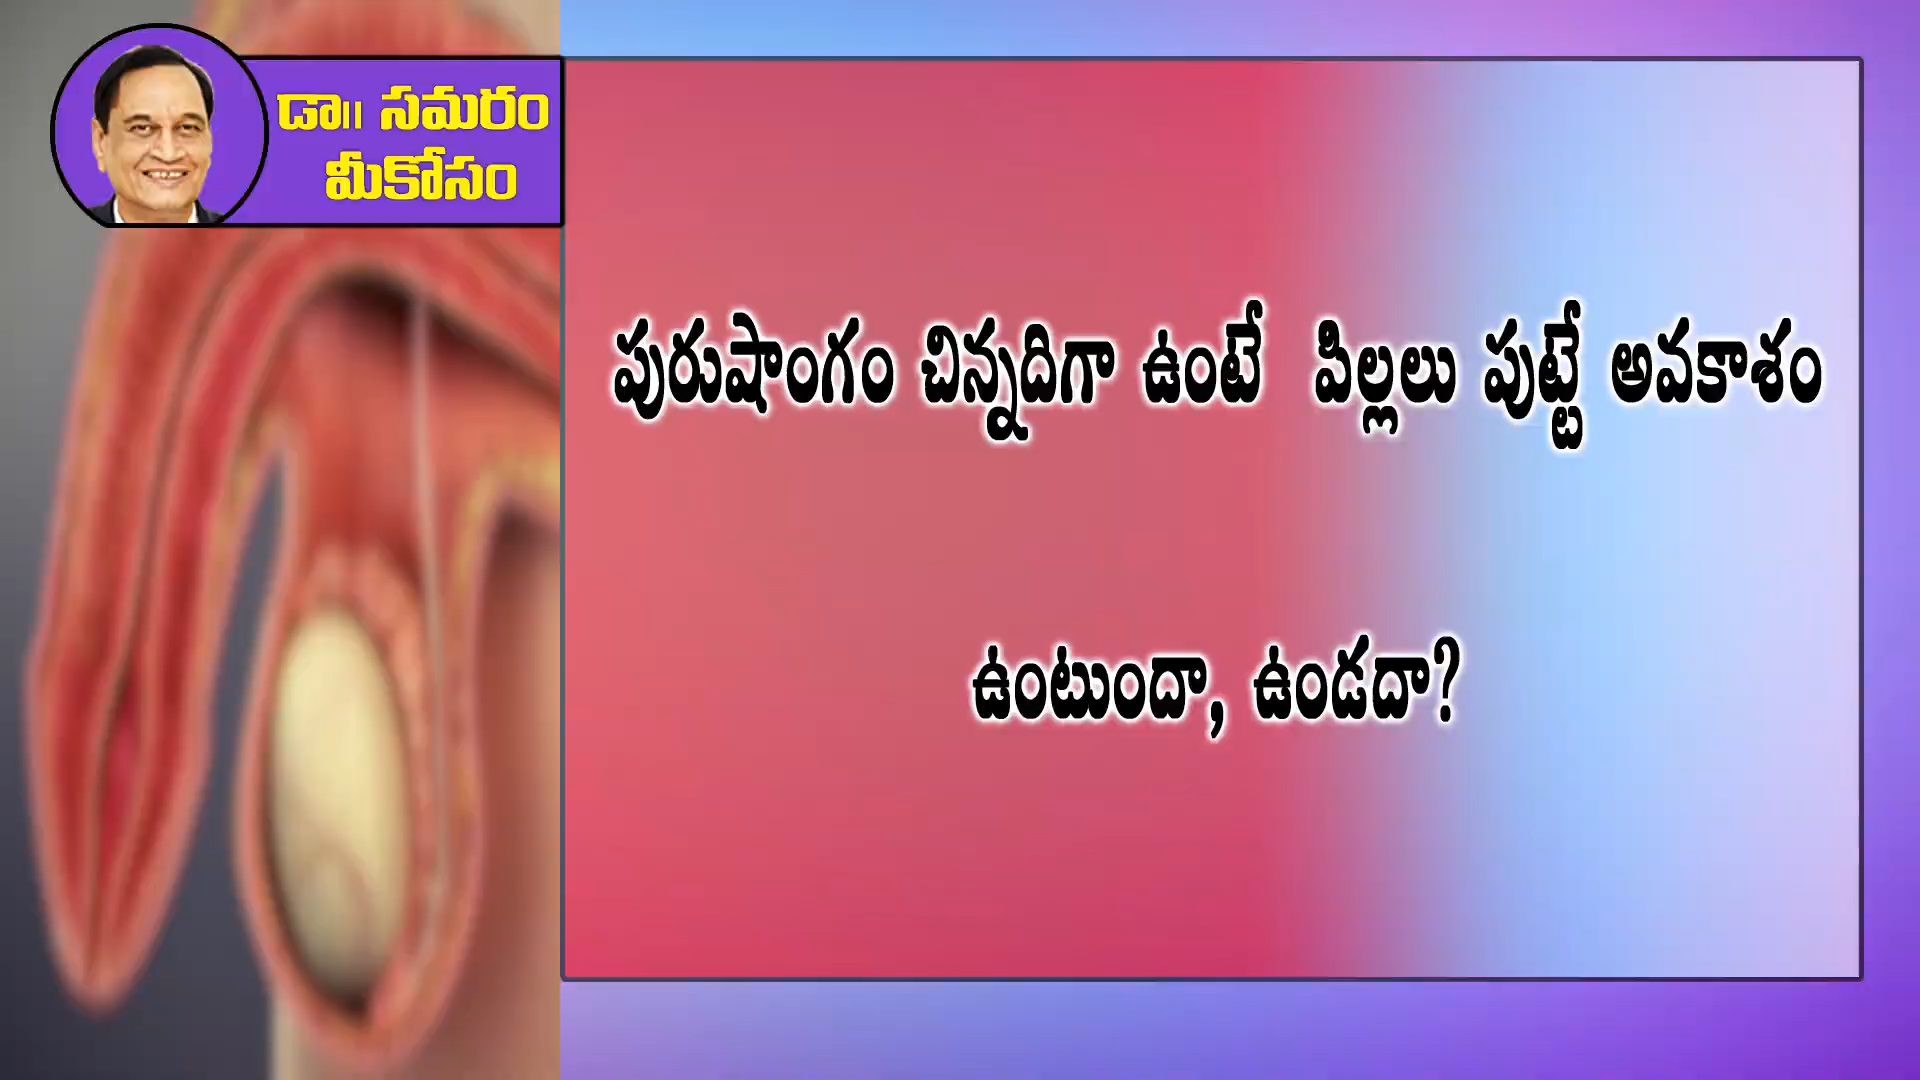 డా॥ సమరం
మీకోసం
పురుషాంగం చిన్నదిగా ఉంటే పిల్లలు పుట్టే అవకాశం
ఉంటుందా, ఉండదా?